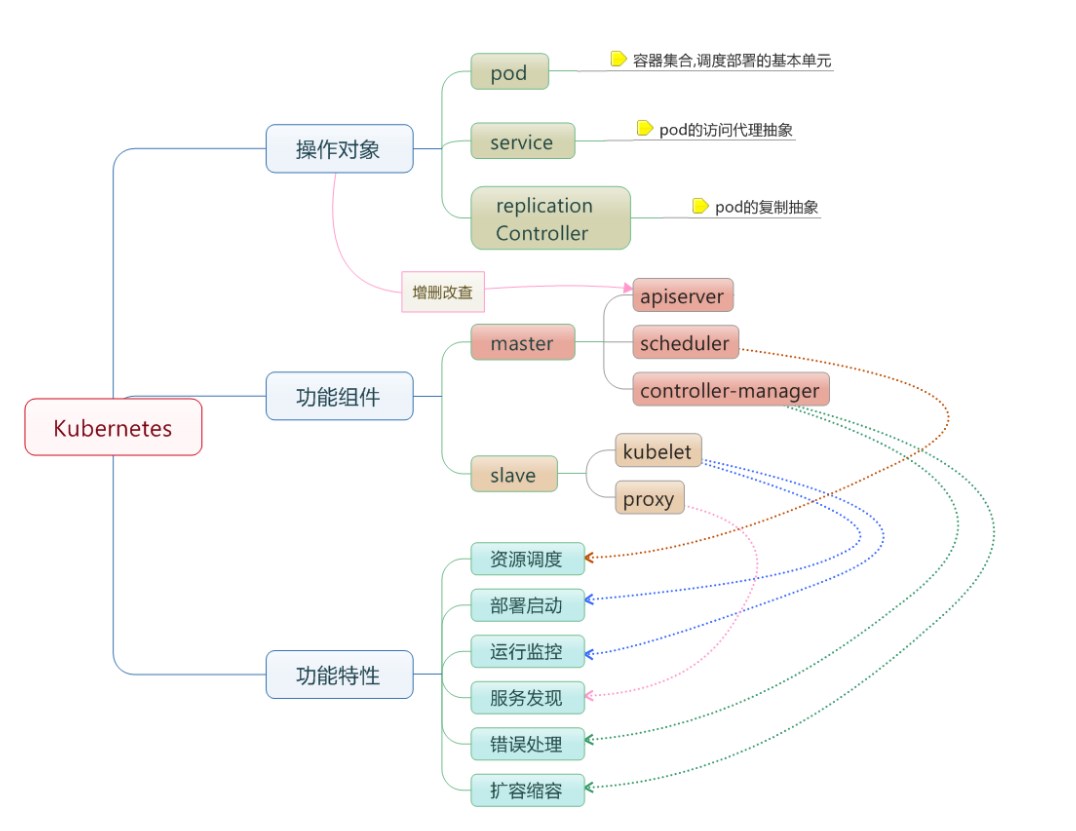 Kubernetes
操作对象
pod
容器集合,调度部署的基本单元
service
pod的访问代理抽象
replication
Controller
pod的复制抽象
增删改查
功能组件
master
apiserver
scheduler
controller-manager
slave
kubelet
proxy
功能特性
资源调度
部署启动
运行监控
服务发现
错误处理
扩容缩容